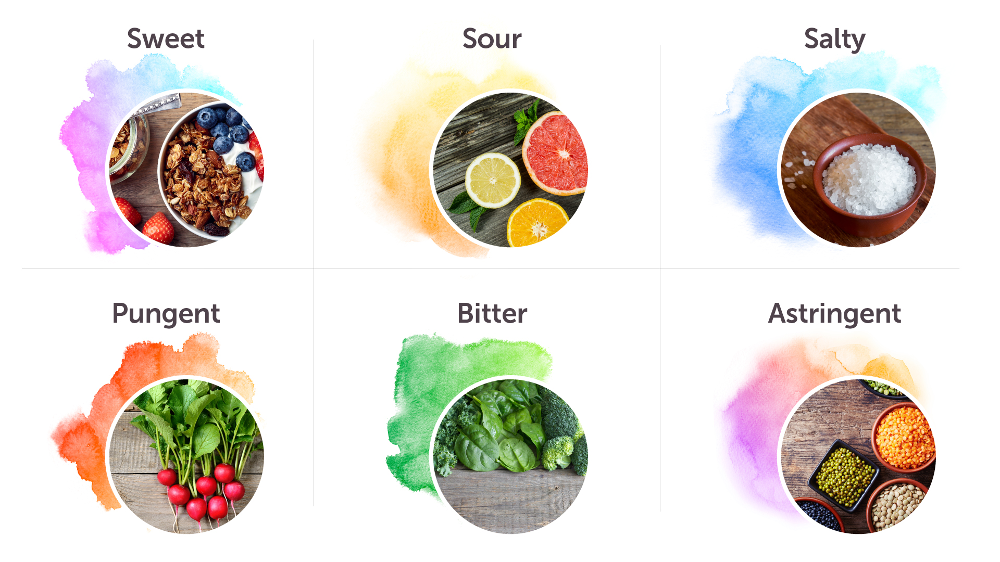 Sweet
Sour
Salty
Pungent
Bitter
Astringent